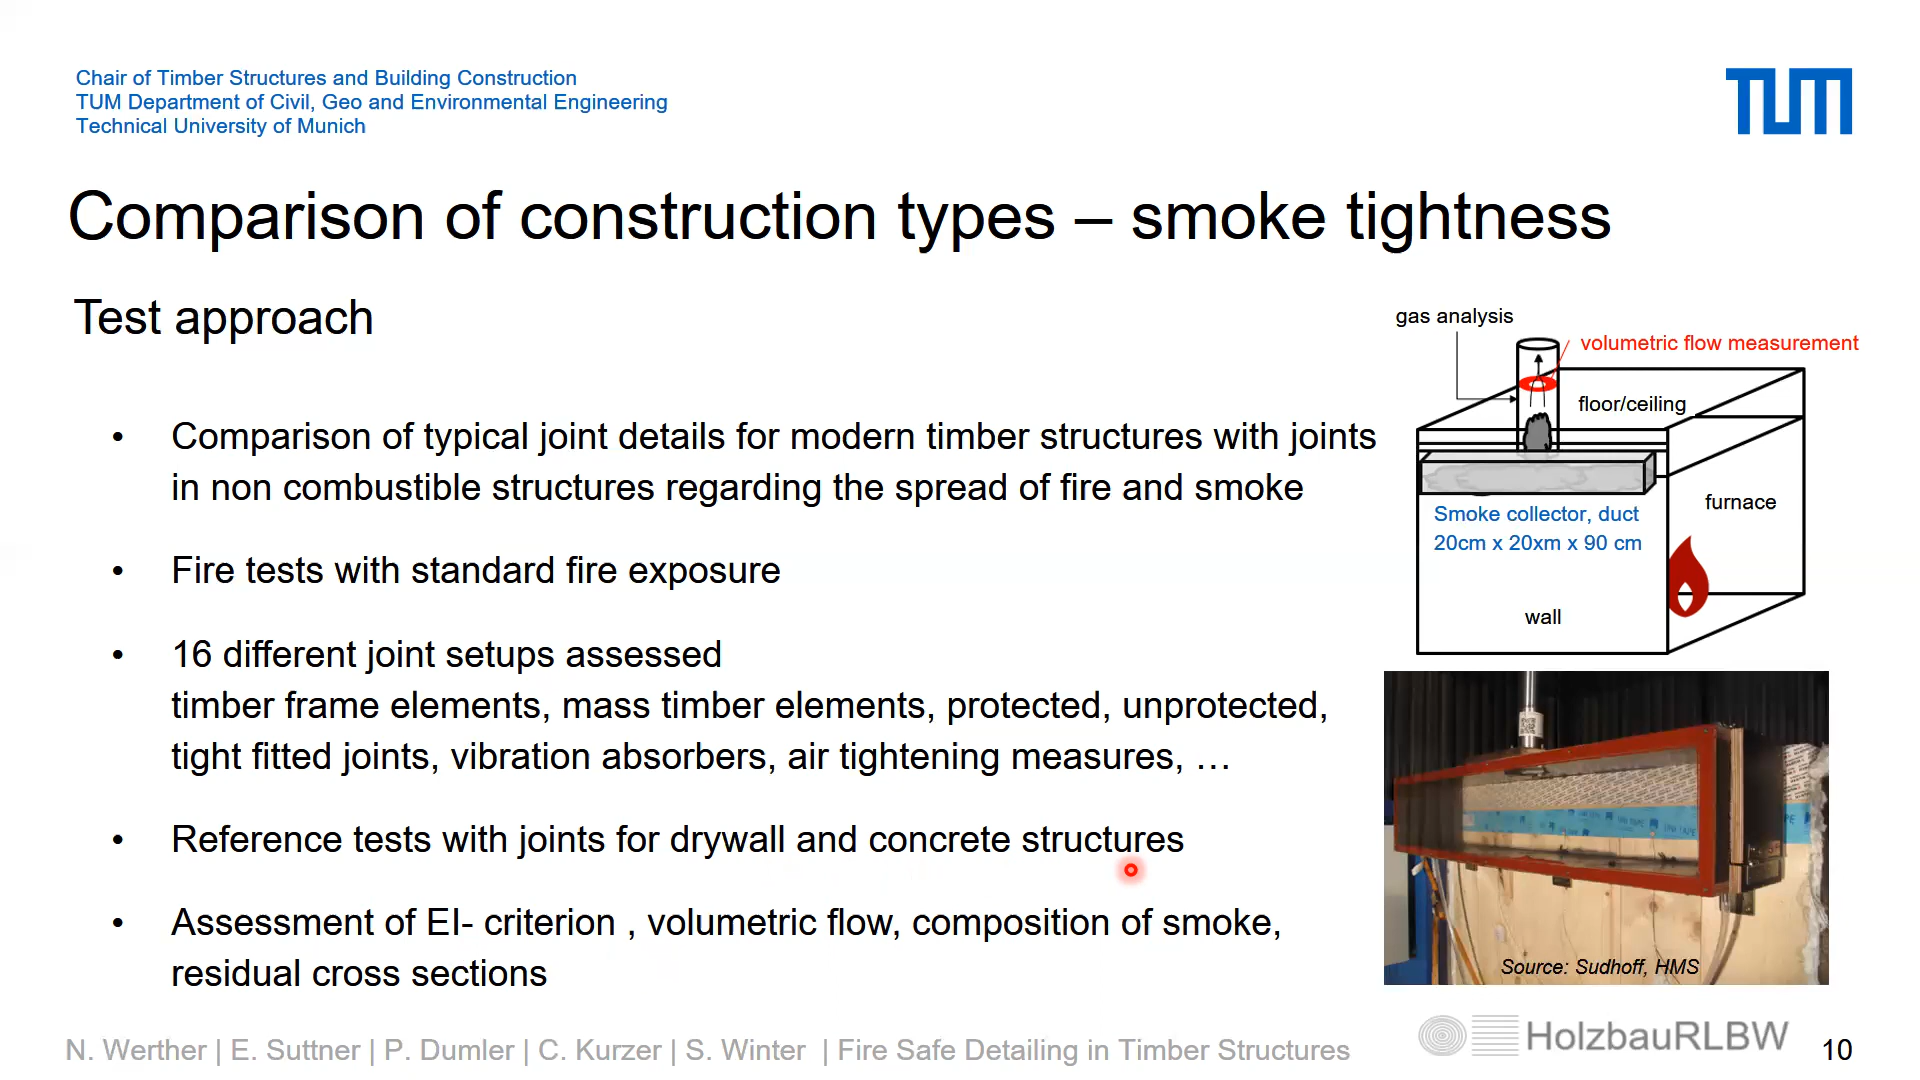 Chair of Timber Structures and Building Construction
TUM Department of Civil, Geo and Environmental Engineering
Technical University of Munich
TUM
Comparison of construction types – smoke tightness
Test approach
• Comparison of typical joint details for modern timber structures with joints
in non combustible structures regarding the spread of fire and smoke
• Fire tests with standard fire exposure
• 16 different joint setups assessed
timber frame elements, mass timber elements, protected, unprotected,
tight fitted joints, vibration absorbers, air tightening measures, …
• Reference tests with joints for drywall and concrete structures
• Assessment of EI- criterion , volumetric flow, composition of smoke,
residual cross sections
gas analysis
volumetric flow measurement
floor/ceiling
furnace
Smoke collector, duct
20cm x 20xm x 90 cm
wall
Source: Sudhoff, HMS
N. Werther | E. Suttner | P. Dumler | C. Kurzer | S. Winter | Fire Safe Detailing in Timber Structures
HolzbauRLBW
10